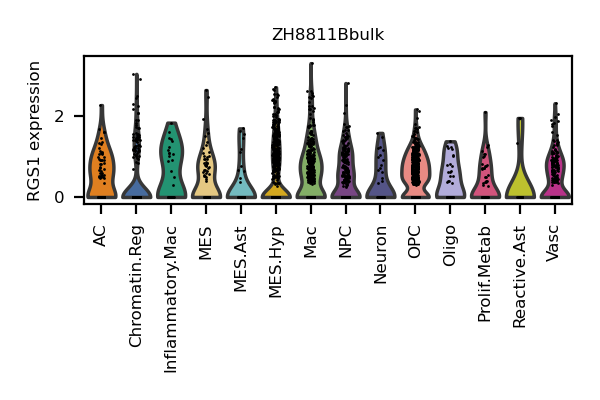 ZH8811Bbulk
RGS1 expression
2
0
AC
Chromatin.Reg
Inflammatory.Mac
MES
MES.Ast
MES.Hyp
Mac
NPC
Neuron
OPC
Oligo
Prolif.Metab
Reactive.Ast
Vasc